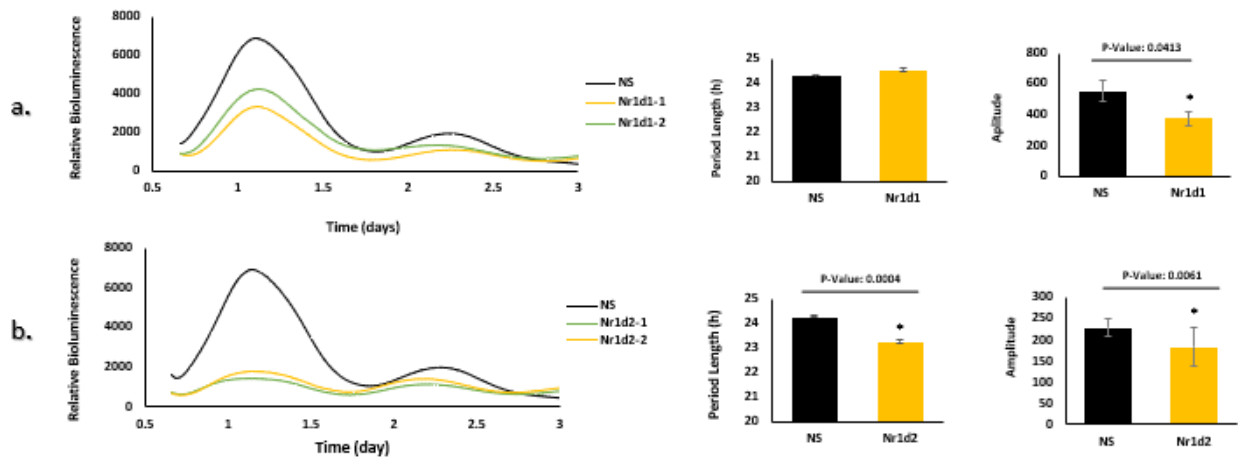 a.
Relative Bioluminescence
8000
6000
4000
2000
0
0.5 1 1.5 2 2.5 3
Time (days)
NS
Nr1d1-1
Nr1d1-2
Period Length (h)
25
24
23
22
21
20
NS Nr1d1
P-Value: 0.0413
Aplitude
800
600
400
200
0
*
NS Nr1d1
b.
Relative Bioluminescence
8000
6000
4000
2000
0
0.5 1 1.5 2 2.5 3
Time (day)
NS
Nr1d2-1
Nr1d2-2
P-Value: 0.0004
Period Length (h)
25
24
23
22
21
20
*
NS Nr1d2
P-Value: 0.0061
Amplitude
300
250
200
150
100
50
0
*
NS Nr1d2